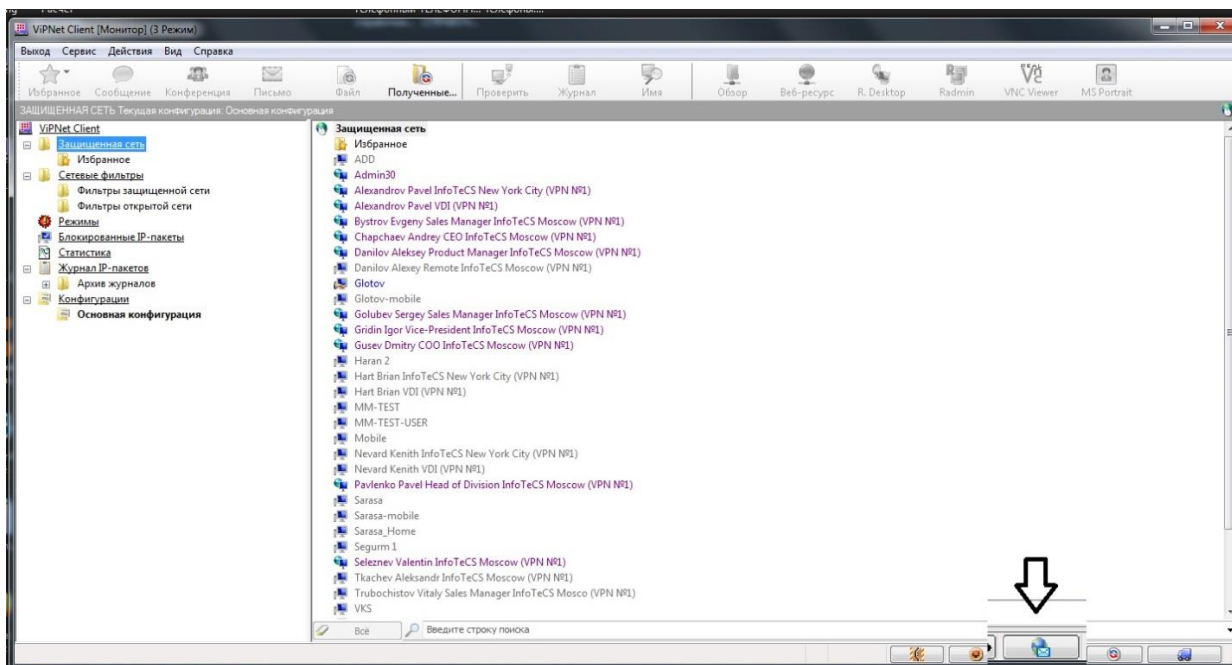 ViPNet Client [Монитор] (3 Режим)
Выход Сервис Действия Вид Справка
Избранное Сообщение Конференция Письмо Файл Полученные... Проверить Журнал Имя Обзор Веб-ресурс R. Desktop Radmin VNC Viewer MS Portrait
ЗАЩИЩЕННАЯ СЕТЬ Текущая конфигурация: Основная конфигурация
ViPNet Client
Защищенная сеть
Избранное
Сетевые фильтры
Фильтры защищенной сети
Фильтры открытой сети
Режимы
Блокированные IP-пакеты
Статистика
Журнал IP-пакетов
Архив журналов
Конфигурации
Основная конфигурация
Защищенная сеть
Избранное
ADD
Admin30
Alexandrov Pavel InfoTeCS New York City (VPN №1)
Alexandrov Pavel VDI (VPN №1)
Bystrov Evgeny Sales Manager InfoTeCS Moscow (VPN №1)
Chapchaev Andrey CEO InfoTeCS Moscow (VPN №1)
Danilov Aleksey Product Manager InfoTeCS Moscow (VPN №1)
Danilov Alexey Remote InfoTeCS Moscow (VPN №1)
Glotov
Glotov-mobile
Golubev Sergey Sales Manager InfoTeCS Moscow (VPN №1)
Gridin Igor Vice-President InfoTeCS Moscow (VPN №1)
Gusev Dmitry COO InfoTeCS Moscow (VPN №1)
Haran 2
Hart Brian InfoTeCS New York City (VPN №1)
Hart Brian VDI (VPN №1)
MM-TEST
MM-TEST-USER
Mobile
Nevard Kenith InfoTeCS New York City (VPN №1)
Nevard Kenith VDI (VPN №1)
Pavlenko Pavel Head of Division InfoTeCS Moscow (VPN №1)
Sarasa
Sarasa-mobile
Sarasa_Home
Segurm 1
Seleznev Valentin InfoTeCS Moscow (VPN №1)
Tkachev Aleksandr InfoTeCS Moscow (VPN №1)
Trubochistov Vitaly Sales Manager InfoTeCS Mosco (VPN №1)
VKS
Всё Введите строку поиска